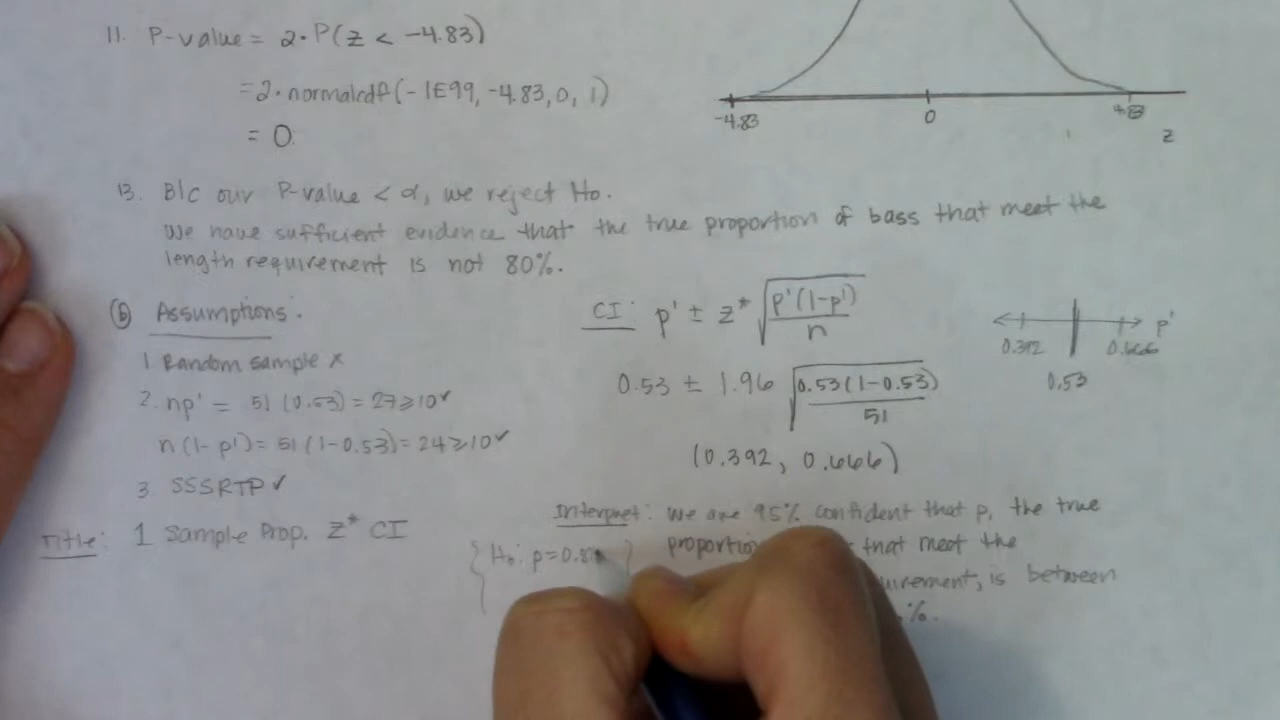 11. P-value = 2·P(z < -4.83)
= 2·normalcdf(-1E99, -4.83, 0, 1)
= 0.
-4.83 0 z
13. B/c our P-value < α, we reject Ho.
We have sufficient evidence that the true proportion of bass that meet the
length requirement is not 80%.
(b) Assumptions:
1 Random sample x
2. np' = 51 (0.53) = 27 ≥ 10 ✓
n(1-p') = 51 (1-0.53) = 24 ≥ 10 ✓
3. SSSRTP ✓
Title: 1 Sample Prop. z* CI
CI: p' ± z* √(p'(1-p')/n)
0.53 ± 1.96 √(0.53(1-0.53)/51)
(0.392, 0.666)
p'
0.392 0.666
0.53
Interpret: We are 95% confident that p, the true
that meet the
is between
%.
{ Ho: p=0.8 }